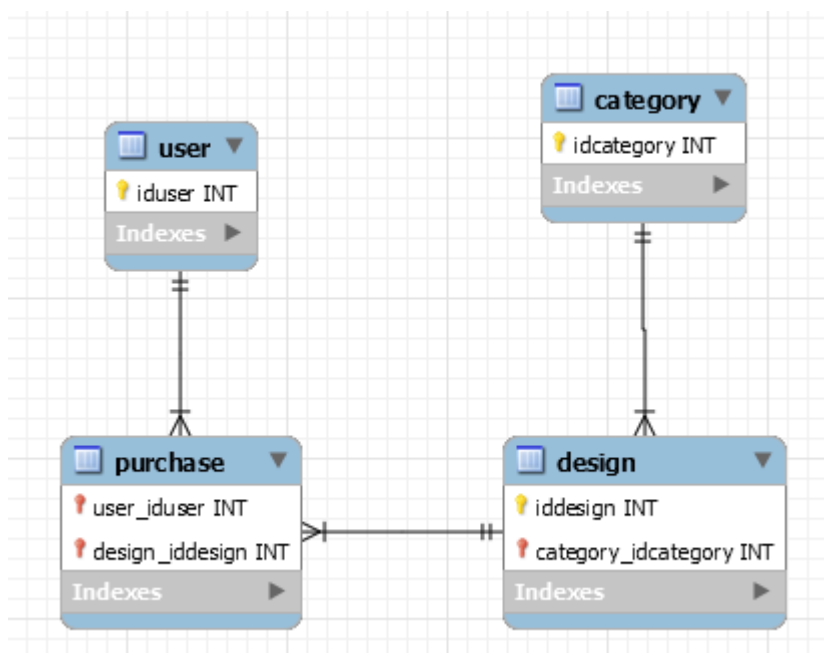 user
iduser INT
Indexes
category
idcategory INT
Indexes
purchase
user_iduser INT
design_iddesign INT
Indexes
design
iddesign INT
category_idcategory INT
Indexes